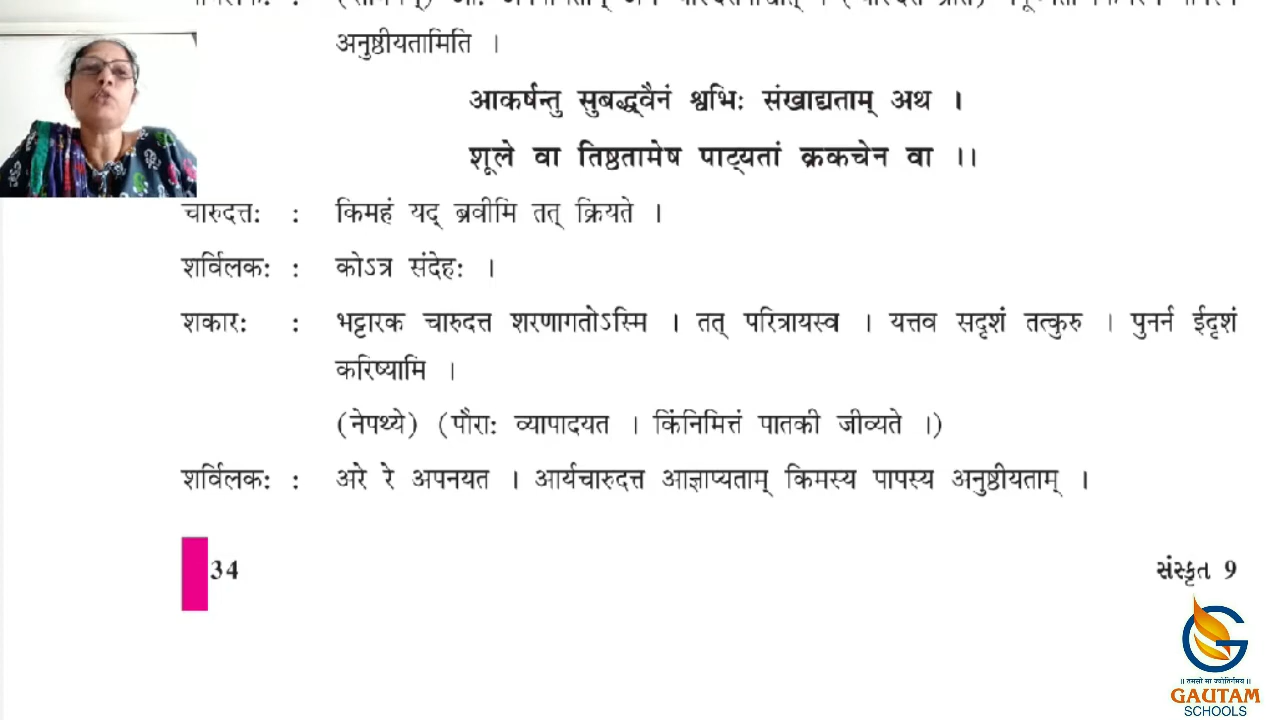 अनुष्ठीयतामिति ।
आकर्षन्तु सुबद्ध्वैनं श्वभिः संखाद्यताम् अथ ।
शूले वा तिष्ठतामेष पाट्यतां क्रकचेन वा ।।
चारुदत्तः : किमहं यद् ब्रवीमि तत् क्रियते ।
शर्विलकः : कोऽत्र संदेहः ।
शकारः : भट्टारक चारुदत्त शरणागतोऽस्मि । तत् परित्रायस्व । यत्तव सदृशं तत्कुरु । पुनर्न ईदृशं
करिष्यामि ।
(नेपथ्ये) (पौराः व्यापादयत । किंनिमित्तं पातकी जीव्यते ।)
शर्विलकः : अरे रे अपनयत । आर्यचारुदत्त आज्ञाप्यताम् किमस्य पापस्य अनुष्ठीयताम् ।
34 સંસ્કૃત 9
॥ तमसो मा ज्योतिर्गमय ॥
GAUTAM
SCHOOLS